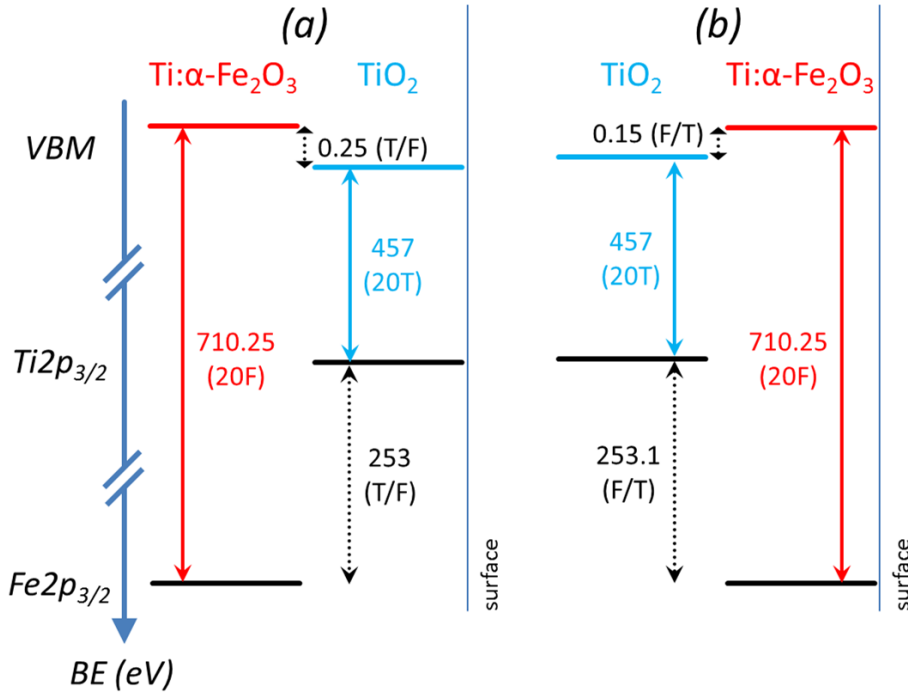 (a)
(b)
Ti:α-Fe₂O₃
TiO₂
TiO₂
Ti:α-Fe₂O₃
VBM
0.25 (T/F)
0.15 (F/T)
457
(20T)
457
(20T)
Ti2p₃/₂
710.25
(20F)
710.25
(20F)
253
(T/F)
253.1
(F/T)
Fe2p₃/₂
surface
surface
BE (eV)